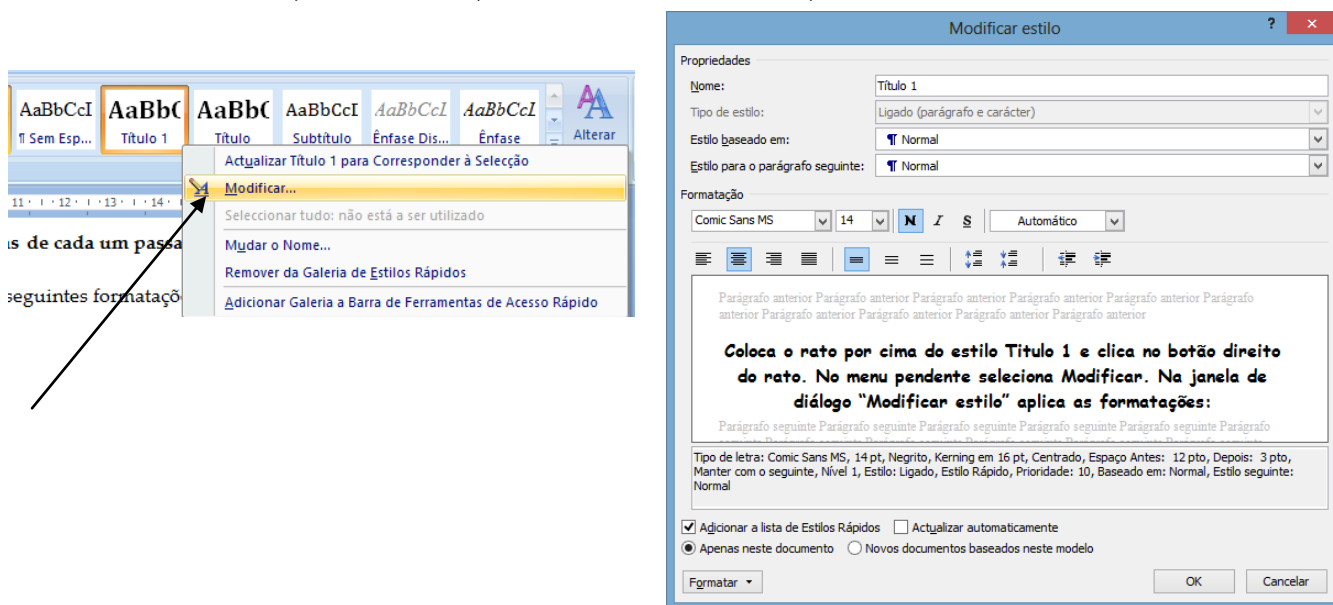 AaBbCcI AaBb( AaBb( AaBbCcI AaBbCcL AaBbCcI
¶ Sem Esp... Título 1 Título Subtítulo Ênfase Dis... Ênfase Alterar
Actualizar Título 1 para Corresponder à Selecção
Modificar...
Seleccionar tudo: não está a ser utilizado
Mudar o Nome...
Remover da Galeria de Estilos Rápidos
Adicionar Galeria a Barra de Ferramentas de Acesso Rápido
11 · 12 · 13 · 14
s de cada um passa
seguintes formataçõ
Modificar estilo
Propriedades
Nome: Título 1
Tipo de estilo: Ligado (parágrafo e carácter)
Estilo baseado em: ¶ Normal
Estilo para o parágrafo seguinte: ¶ Normal
Formatação
Comic Sans MS 14 N I S Automático
Parágrafo anterior Parágrafo anterior Parágrafo anterior Parágrafo anterior Parágrafo anterior Parágrafo
anterior Parágrafo anterior Parágrafo anterior Parágrafo anterior Parágrafo anterior
Coloca o rato por cima do estilo Titulo 1 e clica no botão direito
do rato. No menu pendente seleciona Modificar. Na janela de
diálogo “Modificar estilo” aplica as formatações:
Parágrafo seguinte Parágrafo seguinte Parágrafo seguinte Parágrafo seguinte Parágrafo seguinte Parágrafo
Tipo de letra: Comic Sans MS, 14 pt, Negrito, Kerning em 16 pt, Centrado, Espaço Antes: 12 pto, Depois: 3 pto,
Manter com o seguinte, Nível 1, Estilo: Ligado, Estilo Rápido, Prioridade: 10, Baseado em: Normal, Estilo seguinte:
Normal
Adicionar a lista de Estilos Rápidos Actualizar automaticamente
Apenas neste documento Novos documentos baseados neste modelo
Formatar OK Cancelar